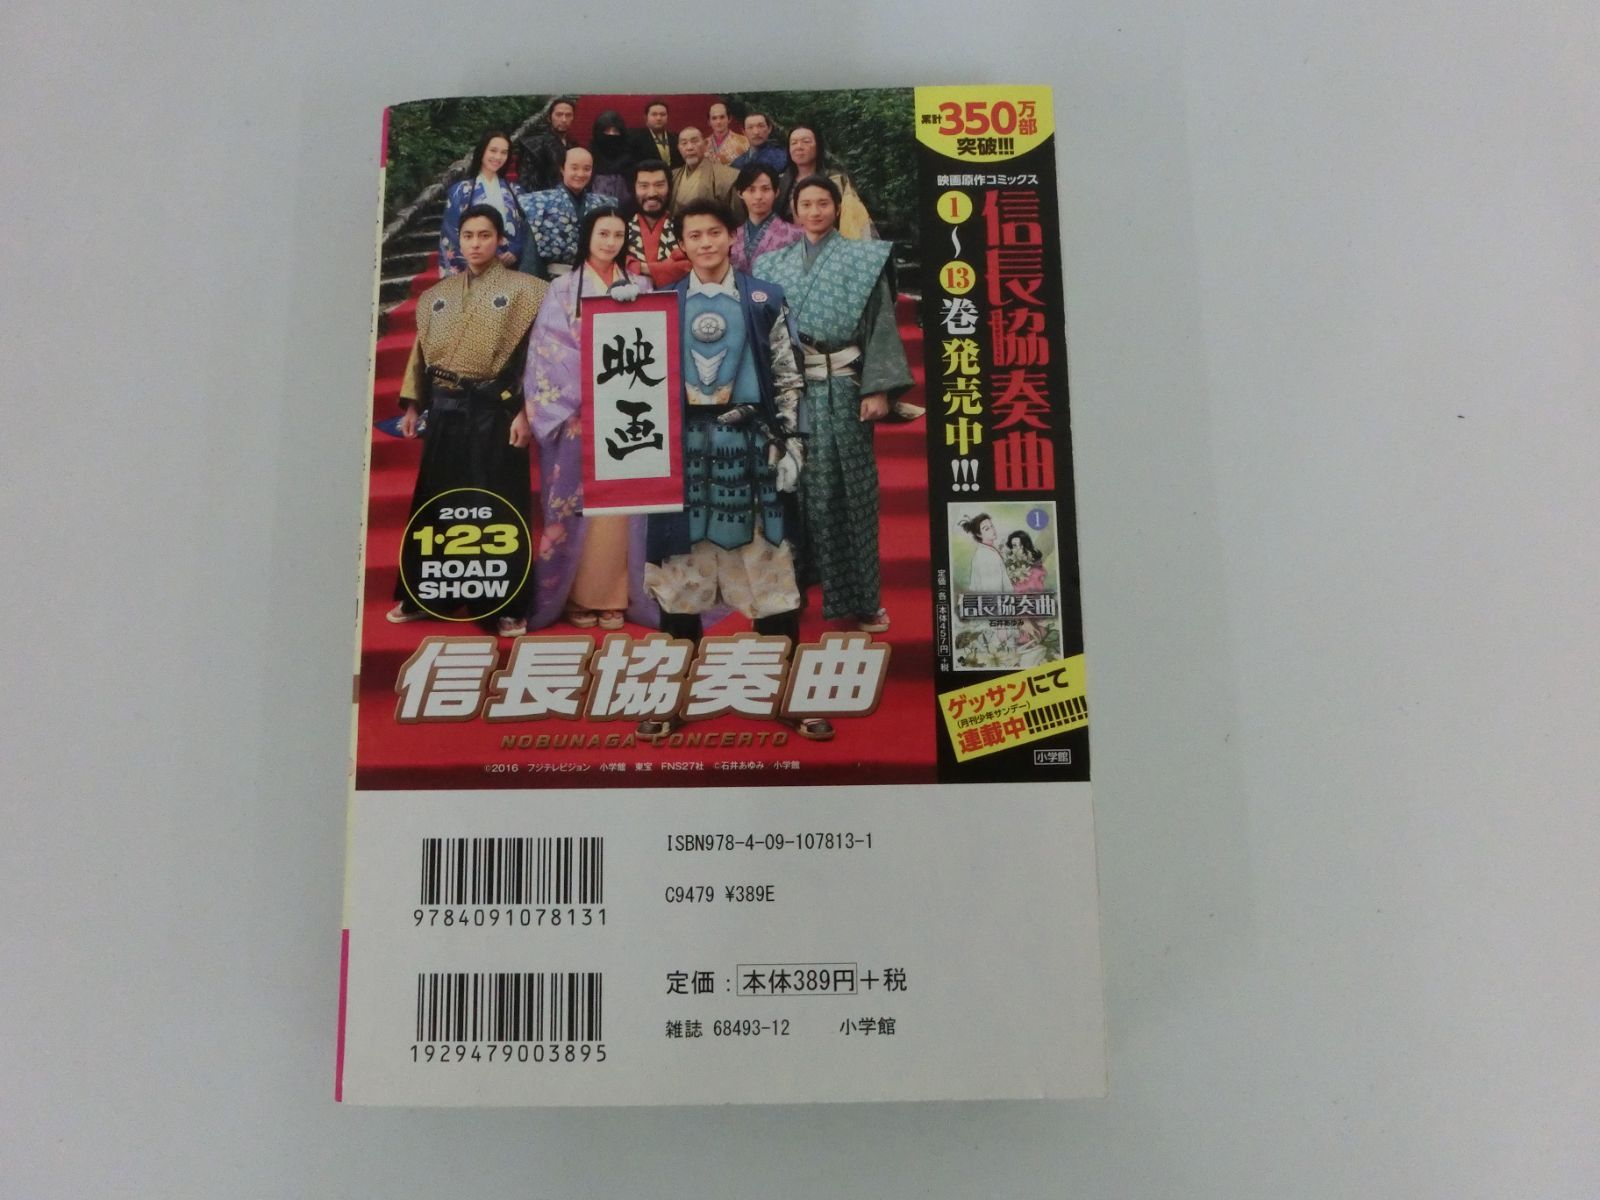 累計350万部
突破!!!
映画原作コミックス
信長協奏曲
1～13巻発売中!!!
映画
2016
1・23
ROAD
SHOW
1
信長協奏曲
石井あゆみ
定価(各)本体457円+税
ゲッサンにて
(月刊少年サンデー)
連載中!!!!!!!!!!
小学館
信長協奏曲
NOBUNAGA CONCERTO
©2016 フジテレビジョン 小学館 東宝 FNS27社 ©石井あゆみ 小学館
ISBN978-4-09-107813-1
C9479 ¥389E
9784091078131
定価：本体389円+税
雑誌 68493-12 小学館
1929479003895